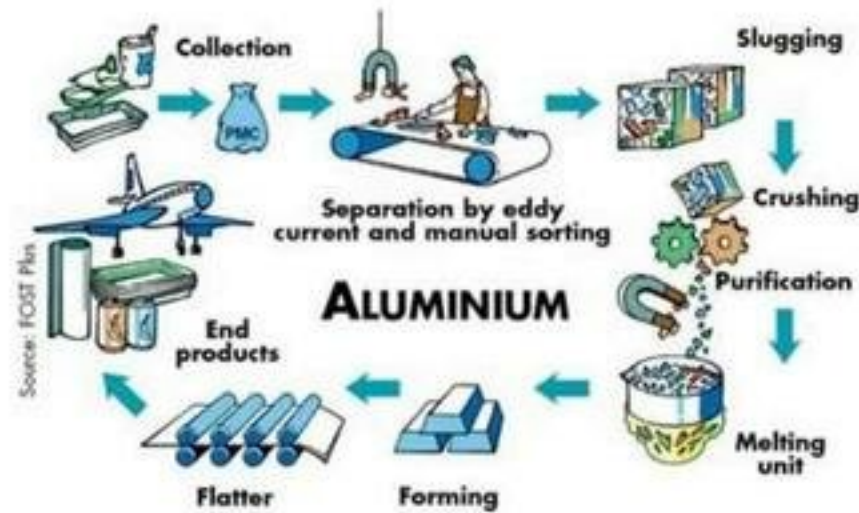 Collection
PMC
Separation by eddy
current and manual sorting
Slugging
Crushing
Purification
Melting
unit
Forming
Flatter
End
products
ALUMINIUM
Source: FOST Plus